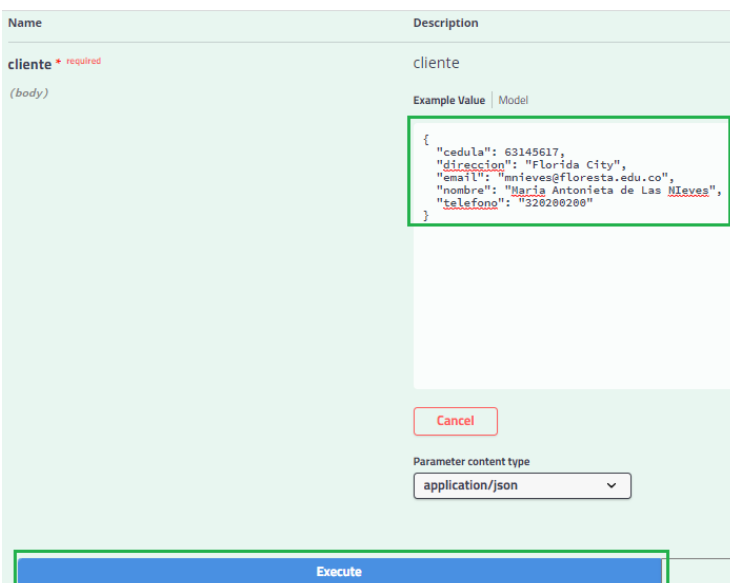 Name Description
cliente * required cliente
(body)
Example Value | Model
{
"cedula": 63145617,
"direccion": "Florida City",
"email": "mnieves@floresta.edu.co",
"nombre": "Maria Antonieta de Las NIeves",
"telefono": "320200200"
}
Cancel
Parameter content type
application/json
Execute